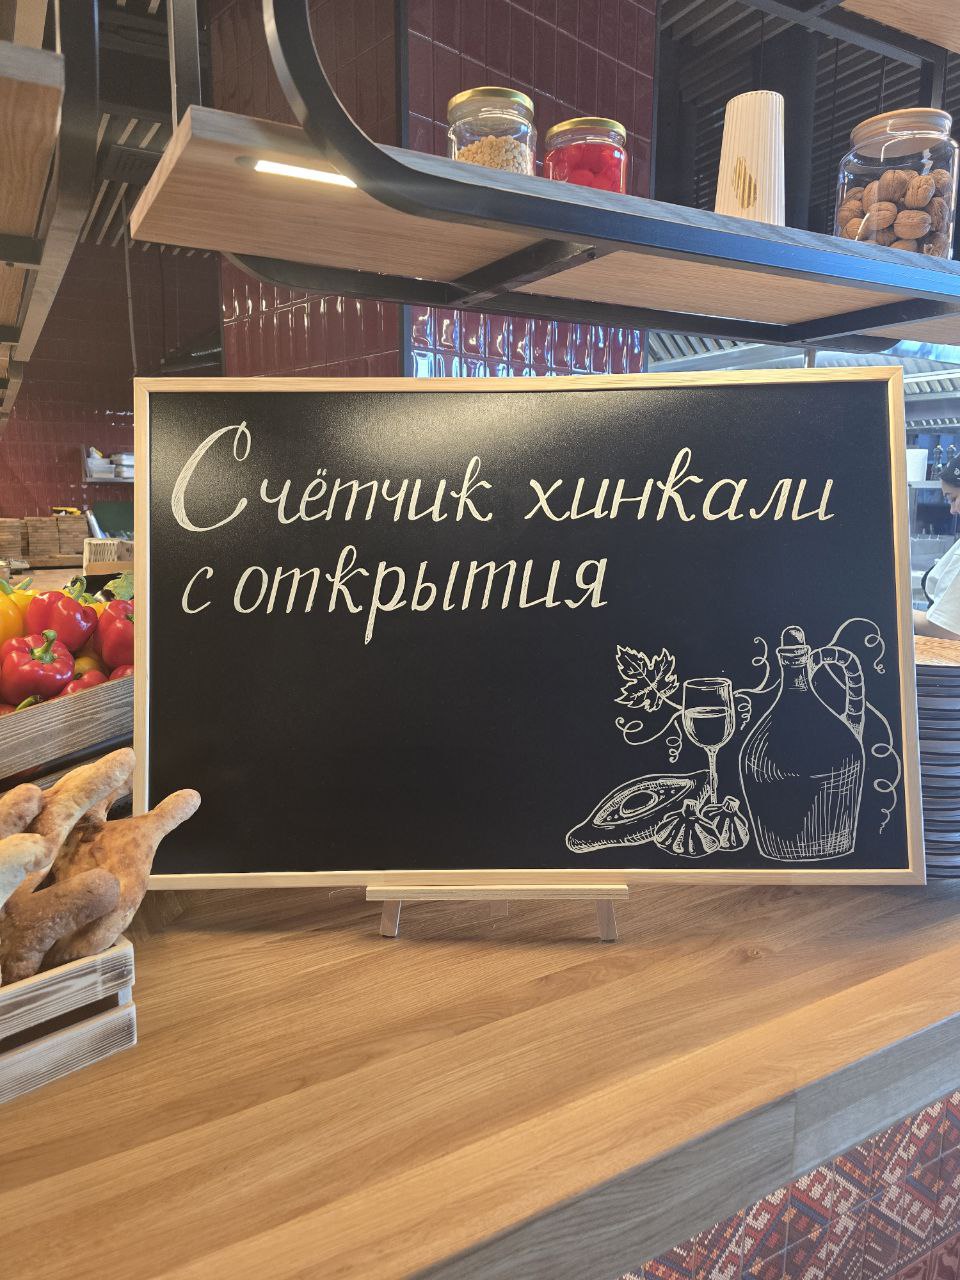 Счётчик хинкали
с открытия